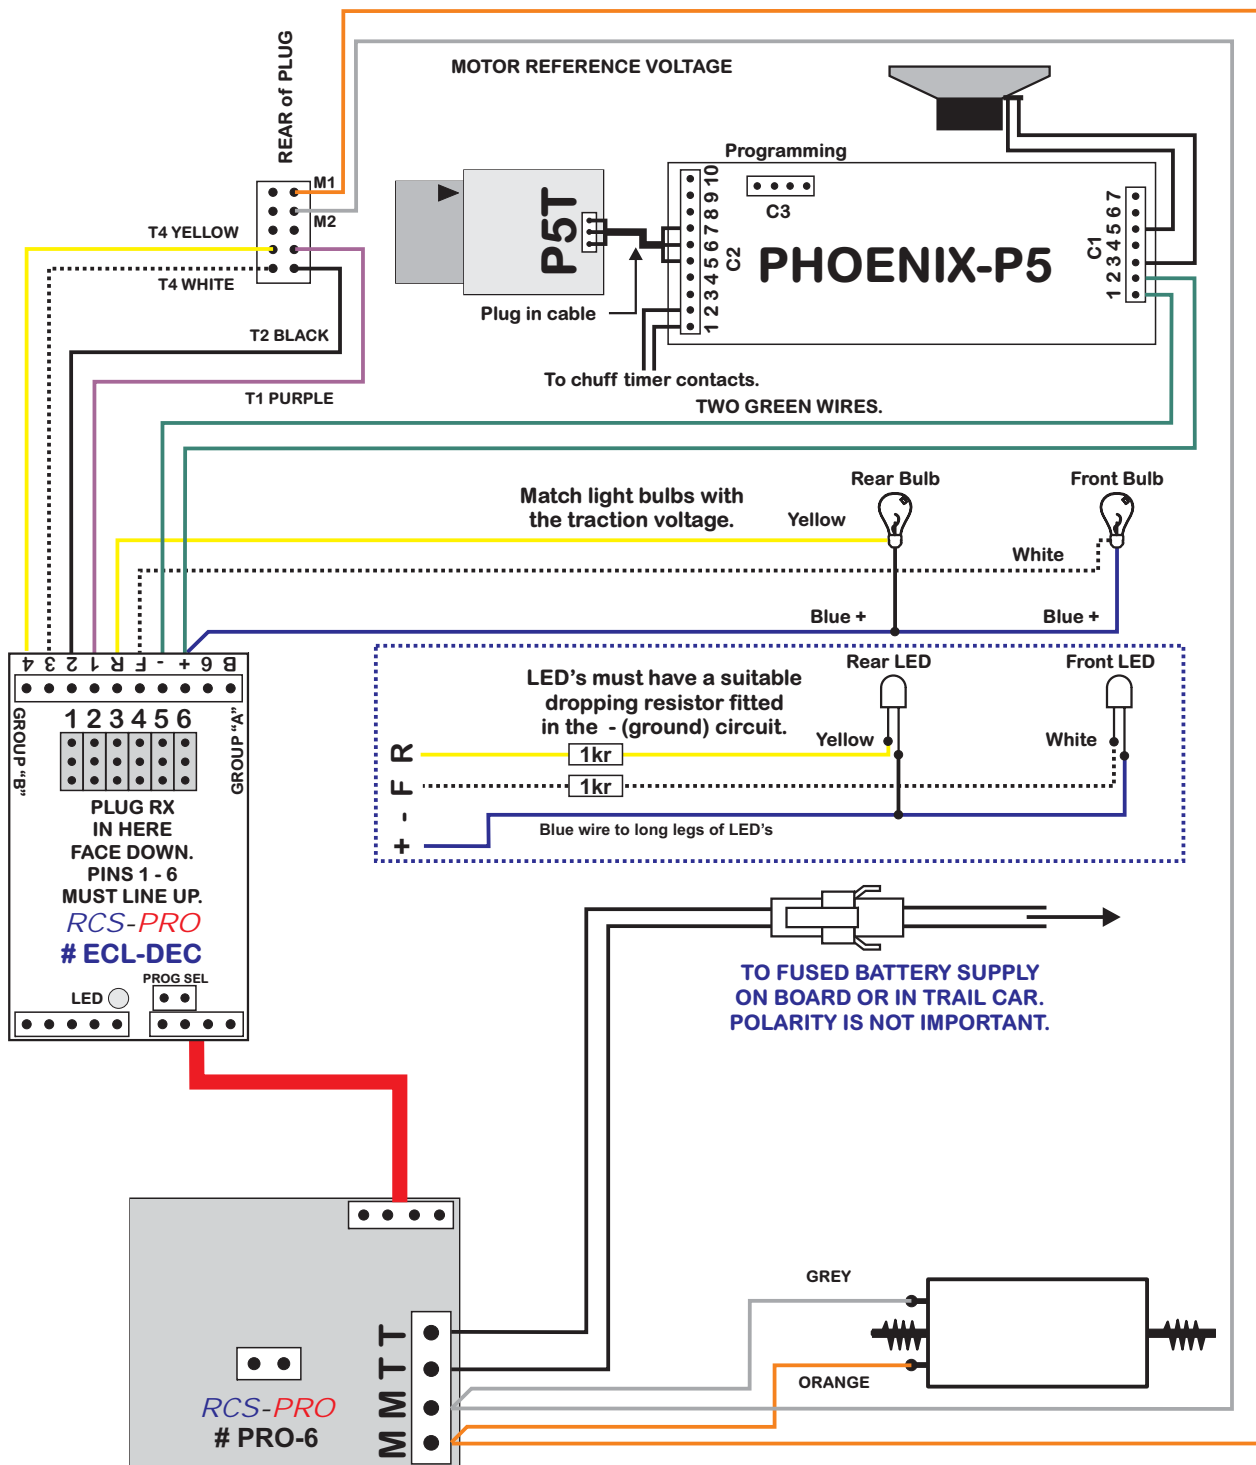 REAR of PLUG
MOTOR REFERENCE VOLTAGE
M1
M2
T4 YELLOW
T4 WHITE
T2 BLACK
T1 PURPLE
P5T
Plug in cable
Programming
C3
1 2 3 4 5 6 7 8 9 10
C2
PHOENIX-P5
C1
1 2 3 4 5 6 7
To chuff timer contacts.
TWO GREEN WIRES.
Match light bulbs with
the traction voltage.
Rear Bulb
Front Bulb
Yellow
White
Blue +
Blue +
LED's must have a suitable
dropping resistor fitted
in the - (ground) circuit.
Rear LED
Front LED
Yellow
White
R
1kr
F
1kr
-
+
Blue wire to long legs of LED's
4 3 2 1 R F - + 6 B
GROUP "B"
GROUP "A"
1 2 3 4 5 6
PLUG RX
IN HERE
FACE DOWN.
PINS 1 - 6
MUST LINE UP.
RCS-PRO
# ECL-DEC
PROG SEL
LED
TO FUSED BATTERY SUPPLY
ON BOARD OR IN TRAIL CAR.
POLARITY IS NOT IMPORTANT.
GREY
ORANGE
M M T T
RCS-PRO
# PRO-6